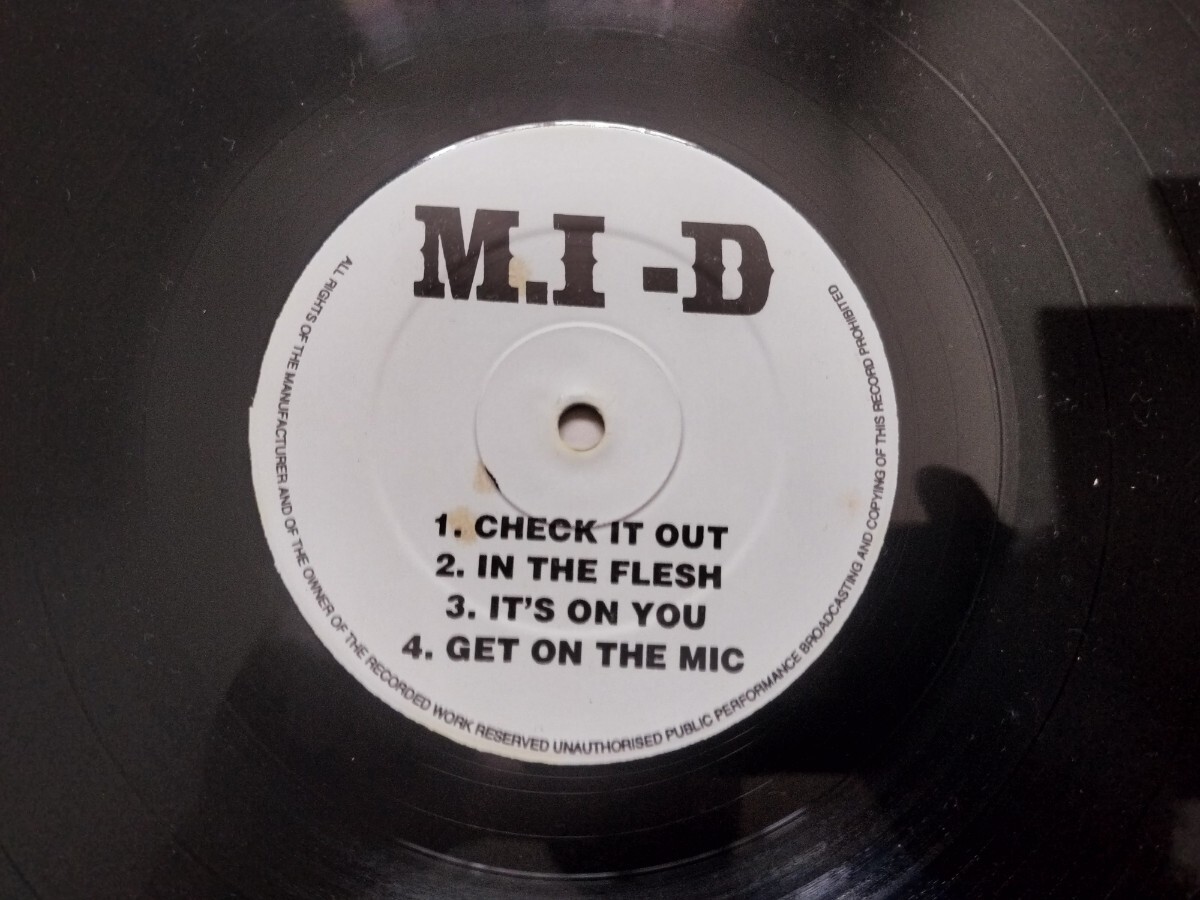 M.I -D
1. CHECK IT OUT
2. IN THE FLESH
3. IT'S ON YOU
4. GET ON THE MIC
ALL RIGHTS OF THE MANUFACTURER AND OF THE OWNER OF THE RECORDED WORK RESERVED UNAUTHORISED PUBLIC PERFORMANCE BROADCASTING AND COPYING OF THIS RECORD PROHIBITED